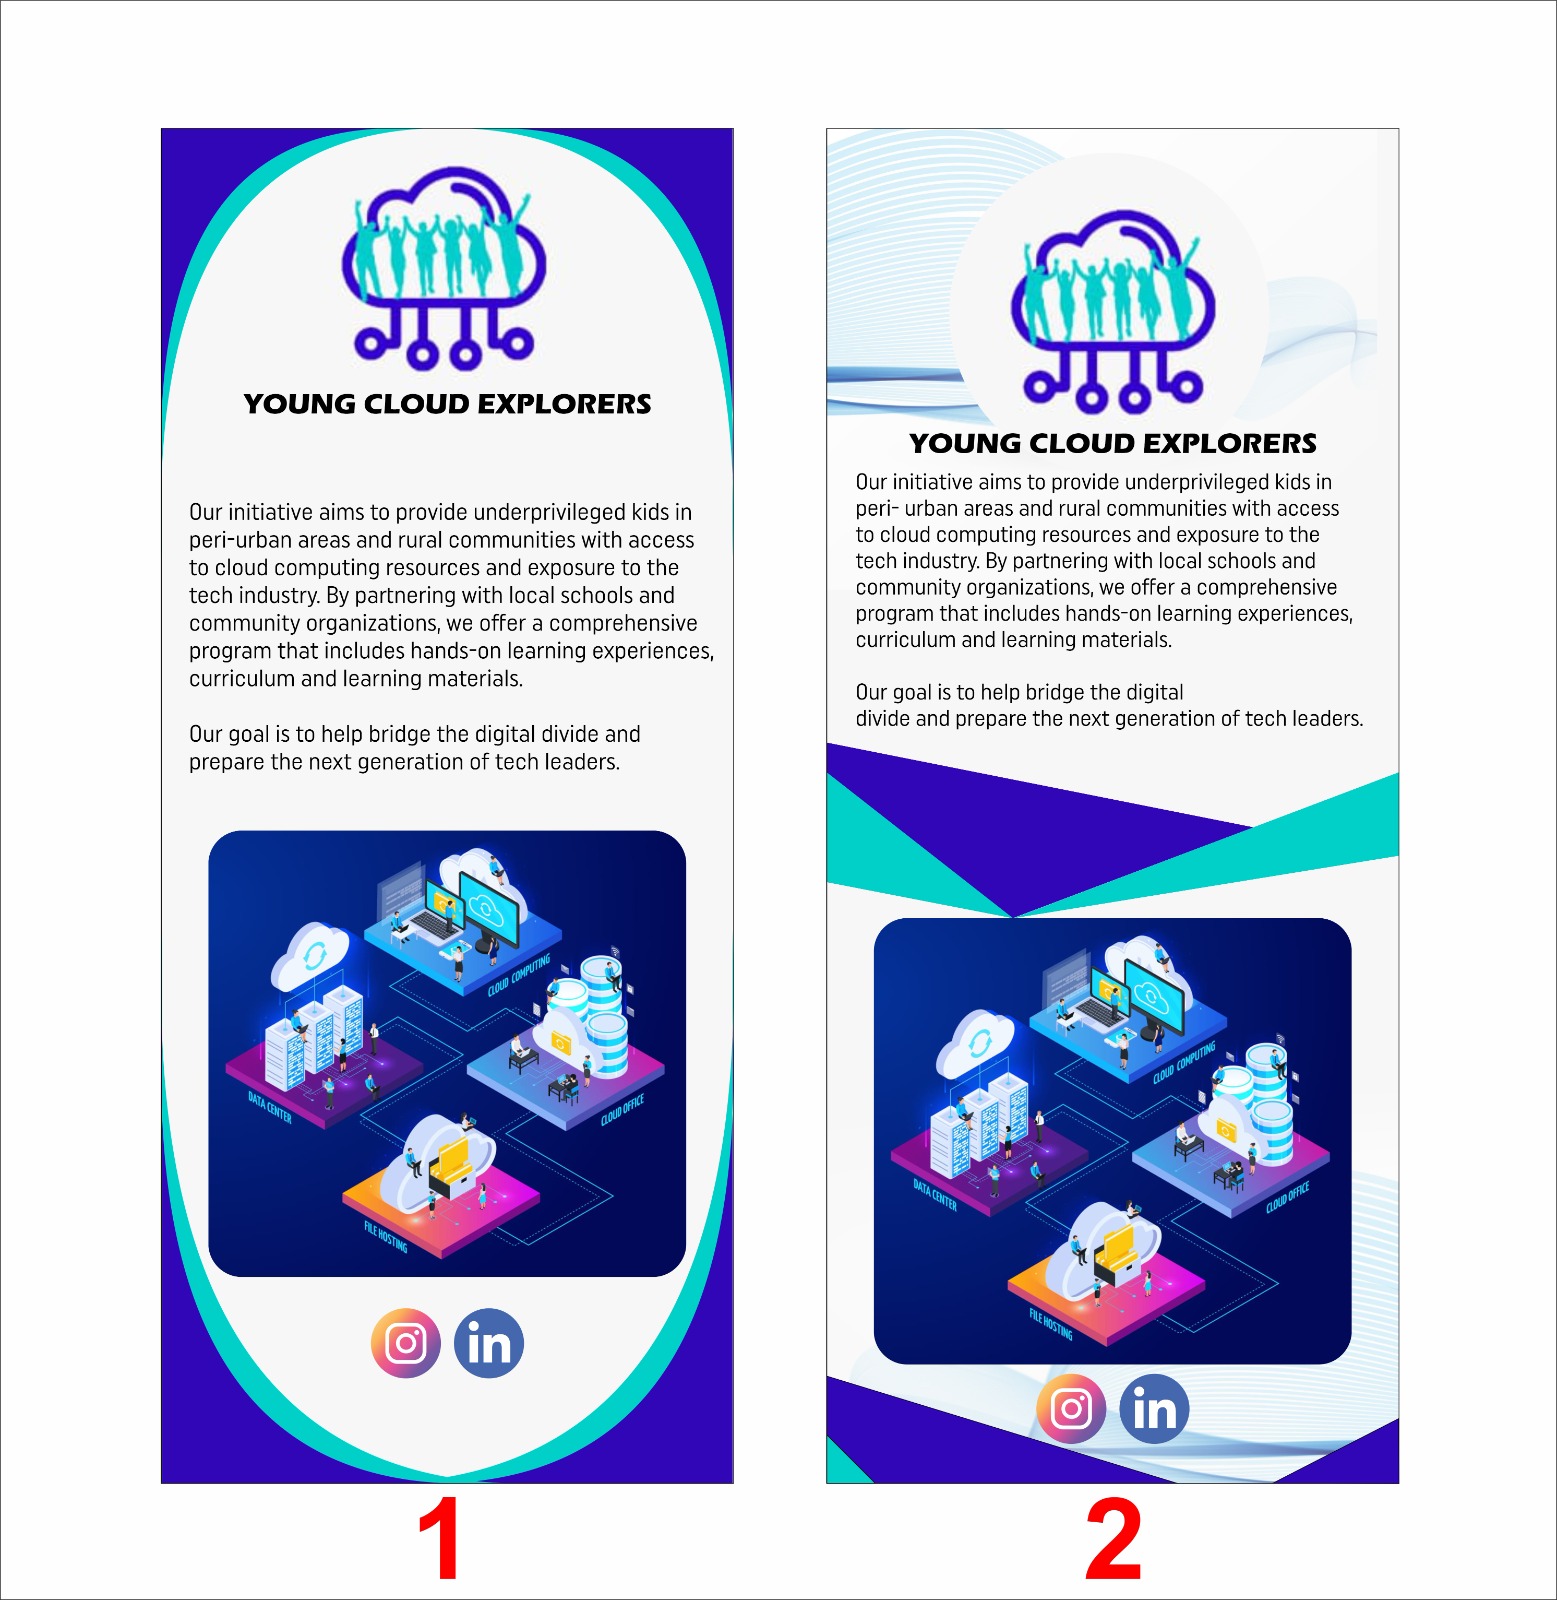 YOUNG CLOUD EXPLORERS
Our initiative aims to provide underprivileged kids in
peri-urban areas and rural communities with access
to cloud computing resources and exposure to the
tech industry. By partnering with local schools and
community organizations, we offer a comprehensive
program that includes hands-on learning experiences,
curriculum and learning materials.
Our goal is to help bridge the digital divide and
prepare the next generation of tech leaders.
CLOUD COMPUTING
DATA CENTER
CLOUD OFFICE
FILE HOSTING
in
1
YOUNG CLOUD EXPLORERS
Our initiative aims to provide underprivileged kids in
peri- urban areas and rural communities with access
to cloud computing resources and exposure to the
tech industry. By partnering with local schools and
community organizations, we offer a comprehensive
program that includes hands-on learning experiences,
curriculum and learning materials.
Our goal is to help bridge the digital
divide and prepare the next generation of tech leaders.
CLOUD COMPUTING
DATA CENTER
CLOUD OFFICE
FILE HOSTING
in
2